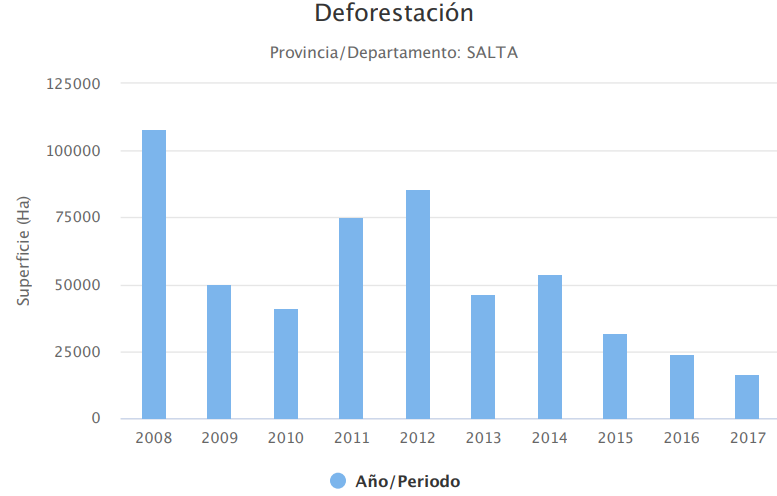 Deforestación
Provincia/Departamento: SALTA
125000
100000
75000
50000
25000
0
Superficie (Ha)
2008 2009 2010 2011 2012 2013 2014 2015 2016 2017
Año/Periodo